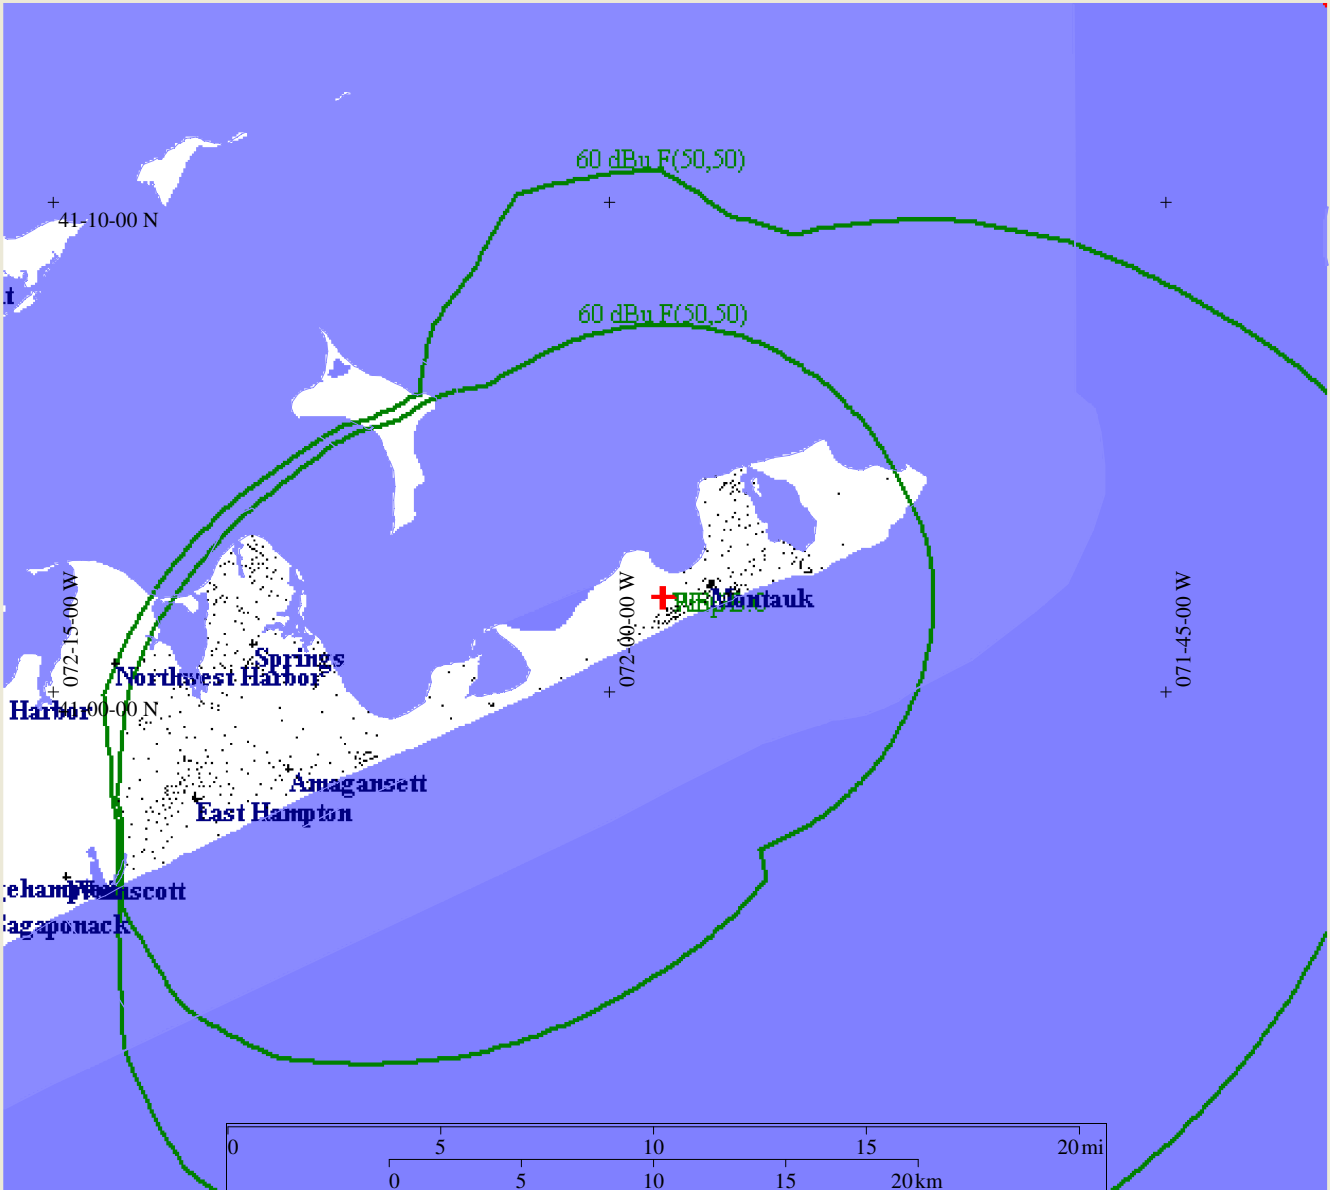 60 dBu F(50,50)
41-10-00 N
60 dBu F(50,50)
072-15-00 W
072-00-00 W
071-45-00 W
Montauk
Springs
Northwest Harbor
Harbor
41-00-00 N
Amagansett
East Hampton
0 5 10 15 20 mi
0 5 10 15 20 km